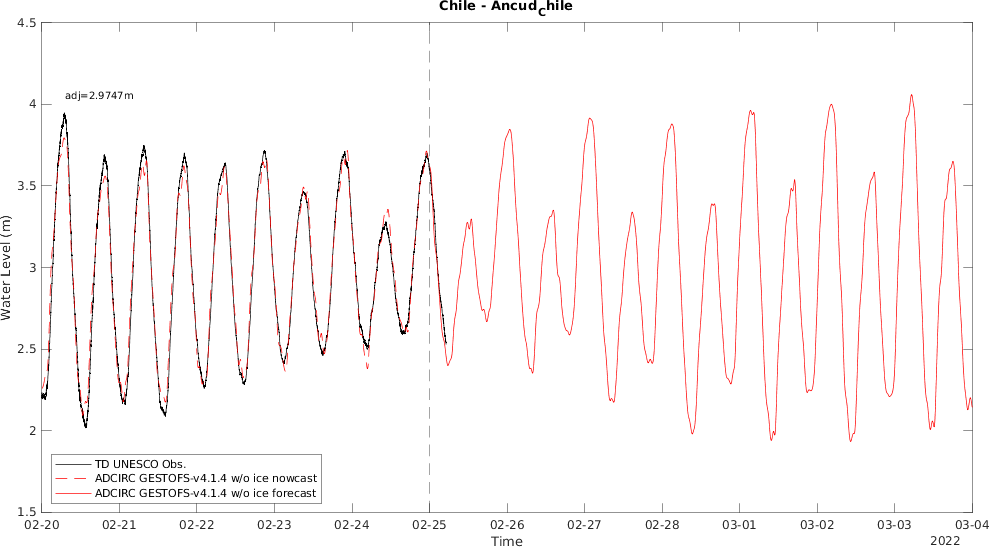 Chile - Ancud_Chile
4.5
4
3.5
3
2.5
2
1.5
Water Level (m)
adj=2.9747m
TD UNESCO Obs.
ADCIRC GESTOFS-v4.1.4 w/o ice nowcast
ADCIRC GESTOFS-v4.1.4 w/o ice forecast
02-20 02-21 02-22 02-23 02-24 02-25 02-26 02-27 02-28 03-01 03-02 03-03 03-04
Time
2022